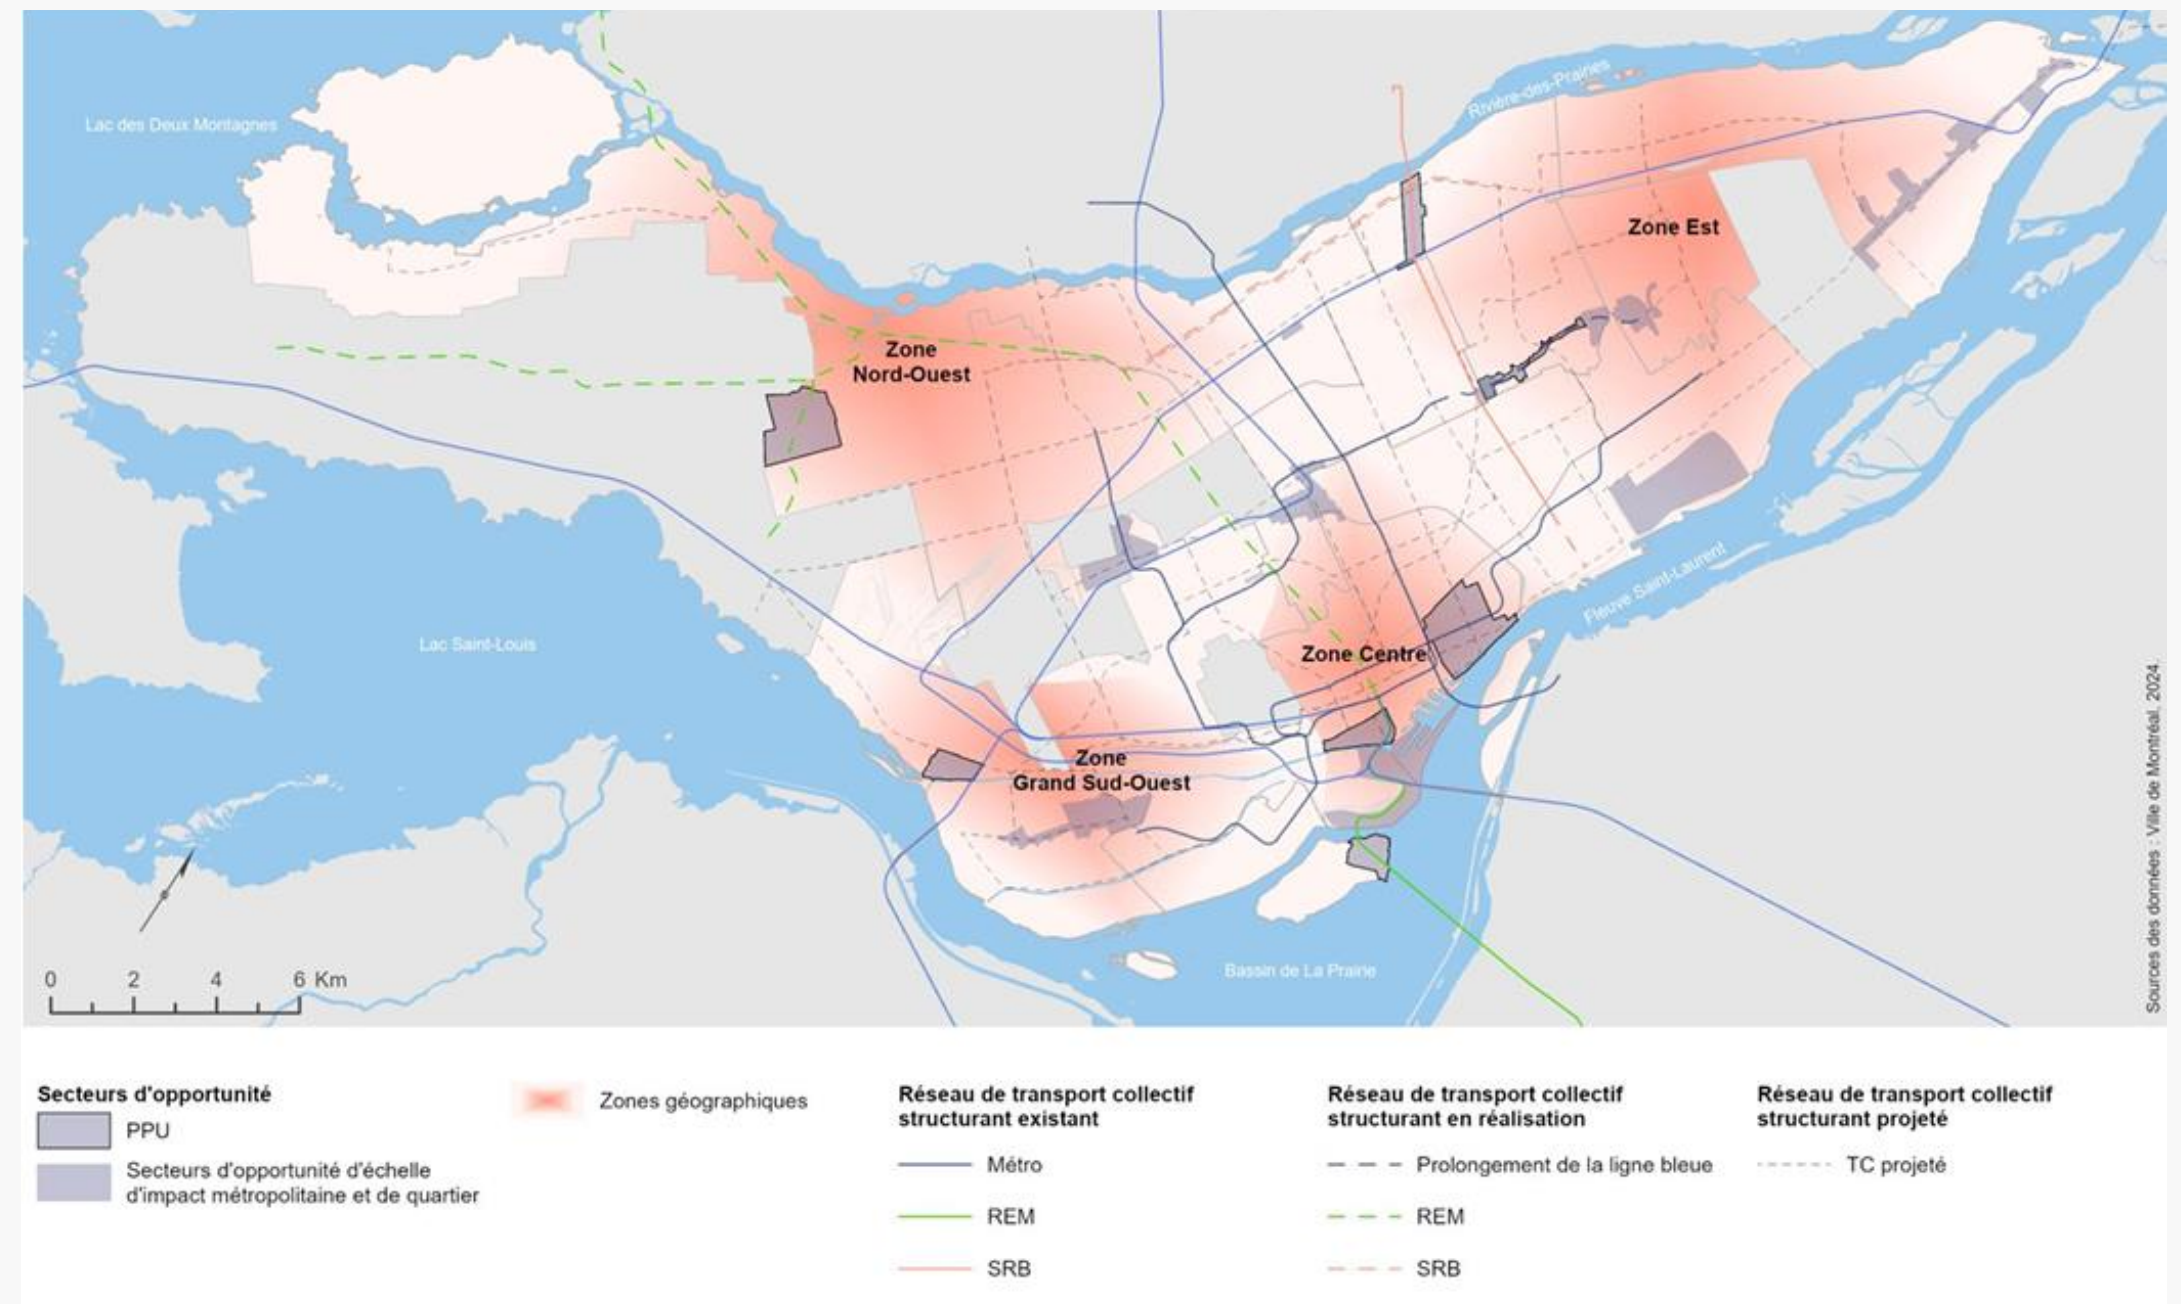 Rivière-des-Prairies
Lac des Deux Montagnes
Zone Est
Zone
Nord-Ouest
Fleuve Saint-Laurent
Lac Saint-Louis
Zone Centre
Zone
Grand Sud-Ouest
Bassin de La Prairie
0 2 4 6 Km
Sources des données : Ville de Montréal, 2024.
Secteurs d'opportunité
PPU
Secteurs d'opportunité d'échelle
d'impact métropolitaine et de quartier
Zones géographiques
Réseau de transport collectif
structurant existant
Métro
REM
SRB
Réseau de transport collectif
structurant en réalisation
Prolongement de la ligne bleue
REM
SRB
Réseau de transport collectif
structurant projeté
TC projeté